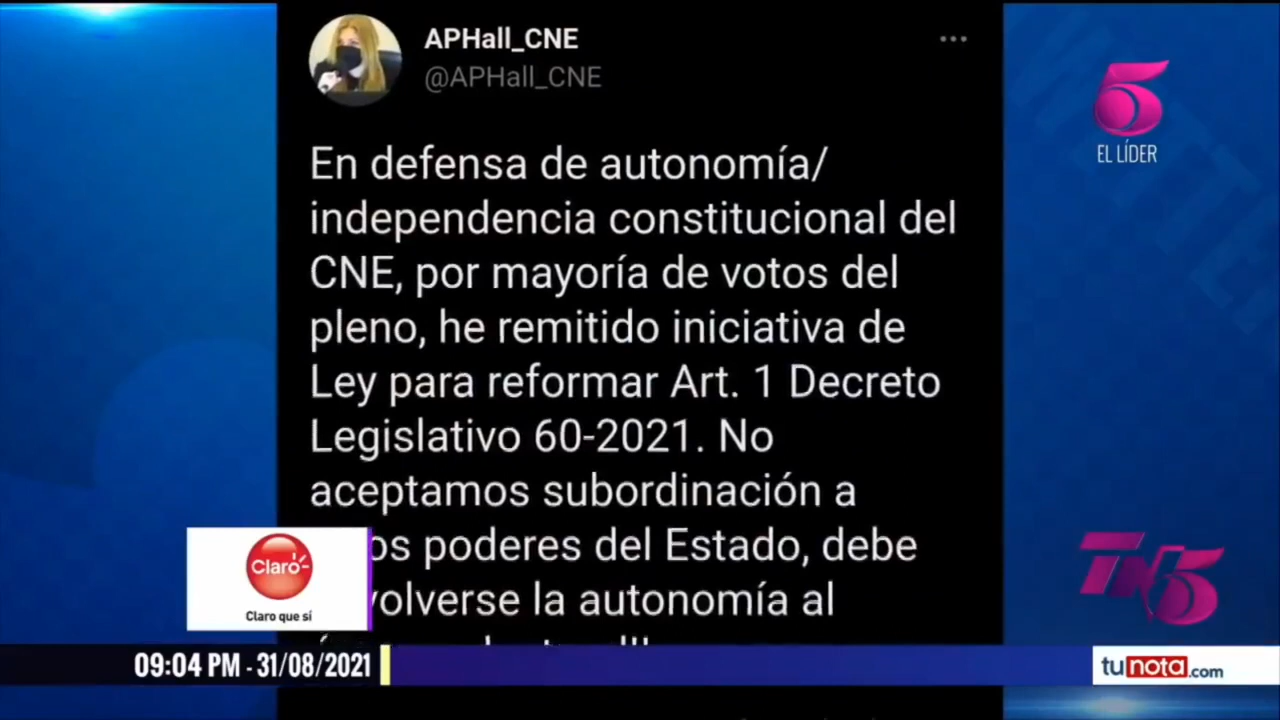 APHall_CNE
@APHall_CNE
En defensa de autonomía/
independencia constitucional del
CNE, por mayoría de votos del
pleno, he remitido iniciativa de
Ley para reformar Art. 1 Decreto
Legislativo 60-2021. No
aceptamos subordinación a
os poderes del Estado, debe
volverse la autonomía al
5
EL LÍDER
Claro
Claro que sí
TN5
09:04 PM - 31/08/2021
tunota.com